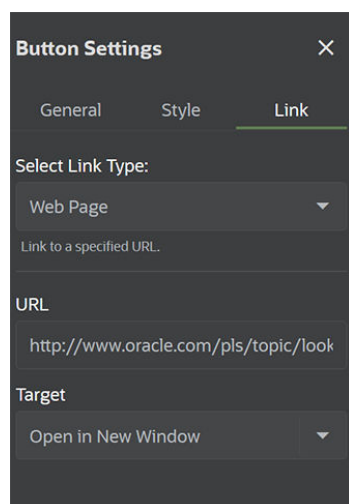 Button Settings
General Style Link
Select Link Type:
Web Page
Link to a specified URL.
URL
http://www.oracle.com/pls/topic/look
Target
Open in New Window